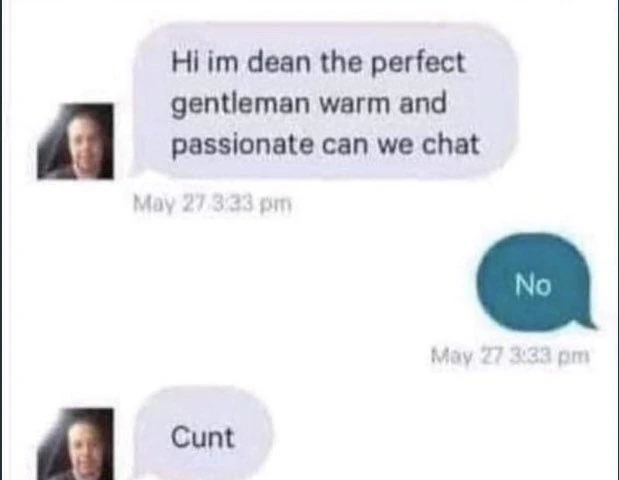 Hi im dean the perfect
gentleman warm and
passionate can we chat
May 27 3:33 pm
No
May 27 3:33 pm
Cunt